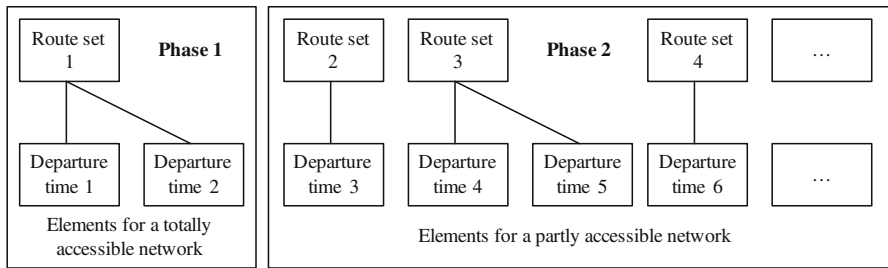 Route set
1
Phase 1
Departure
time 1
Departure
time 2
Elements for a totally
accessible network
Route set
2
Route set
3
Phase 2
Route set
4
...
Departure
time 3
Departure
time 4
Departure
time 5
Departure
time 6
...
Elements for a partly accessible network